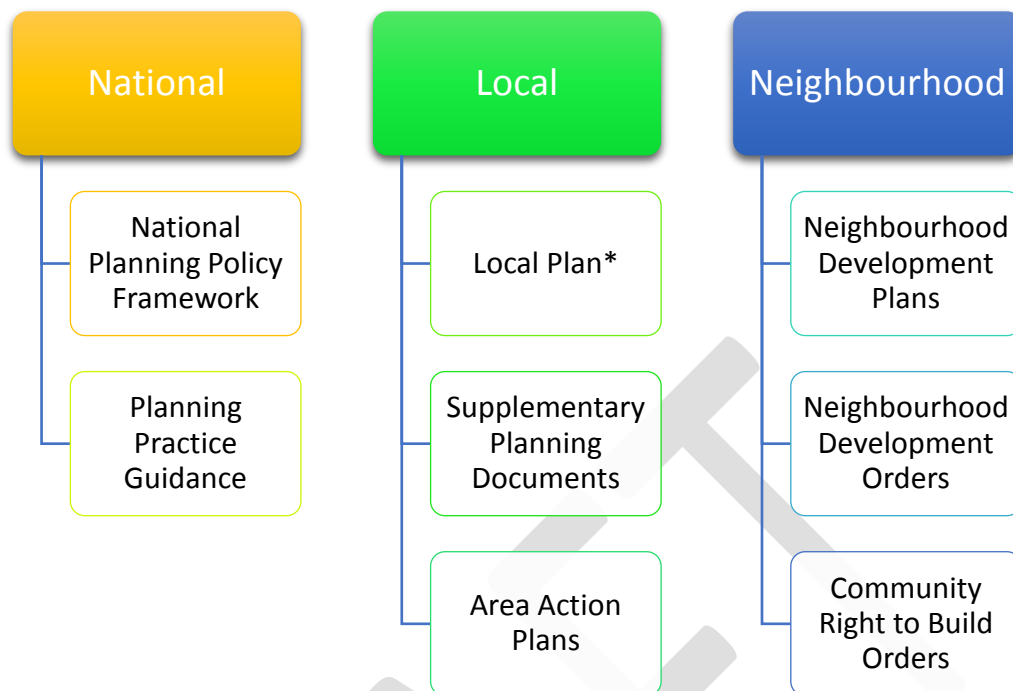 National
National
Planning Policy
Framework
Planning
Practice
Guidance
Local
Local Plan*
Supplementary
Planning
Documents
Area Action
Plans
Neighbourhood
Neighbourhood
Development
Plans
Neighbourhood
Development
Orders
Community
Right to Build
Orders